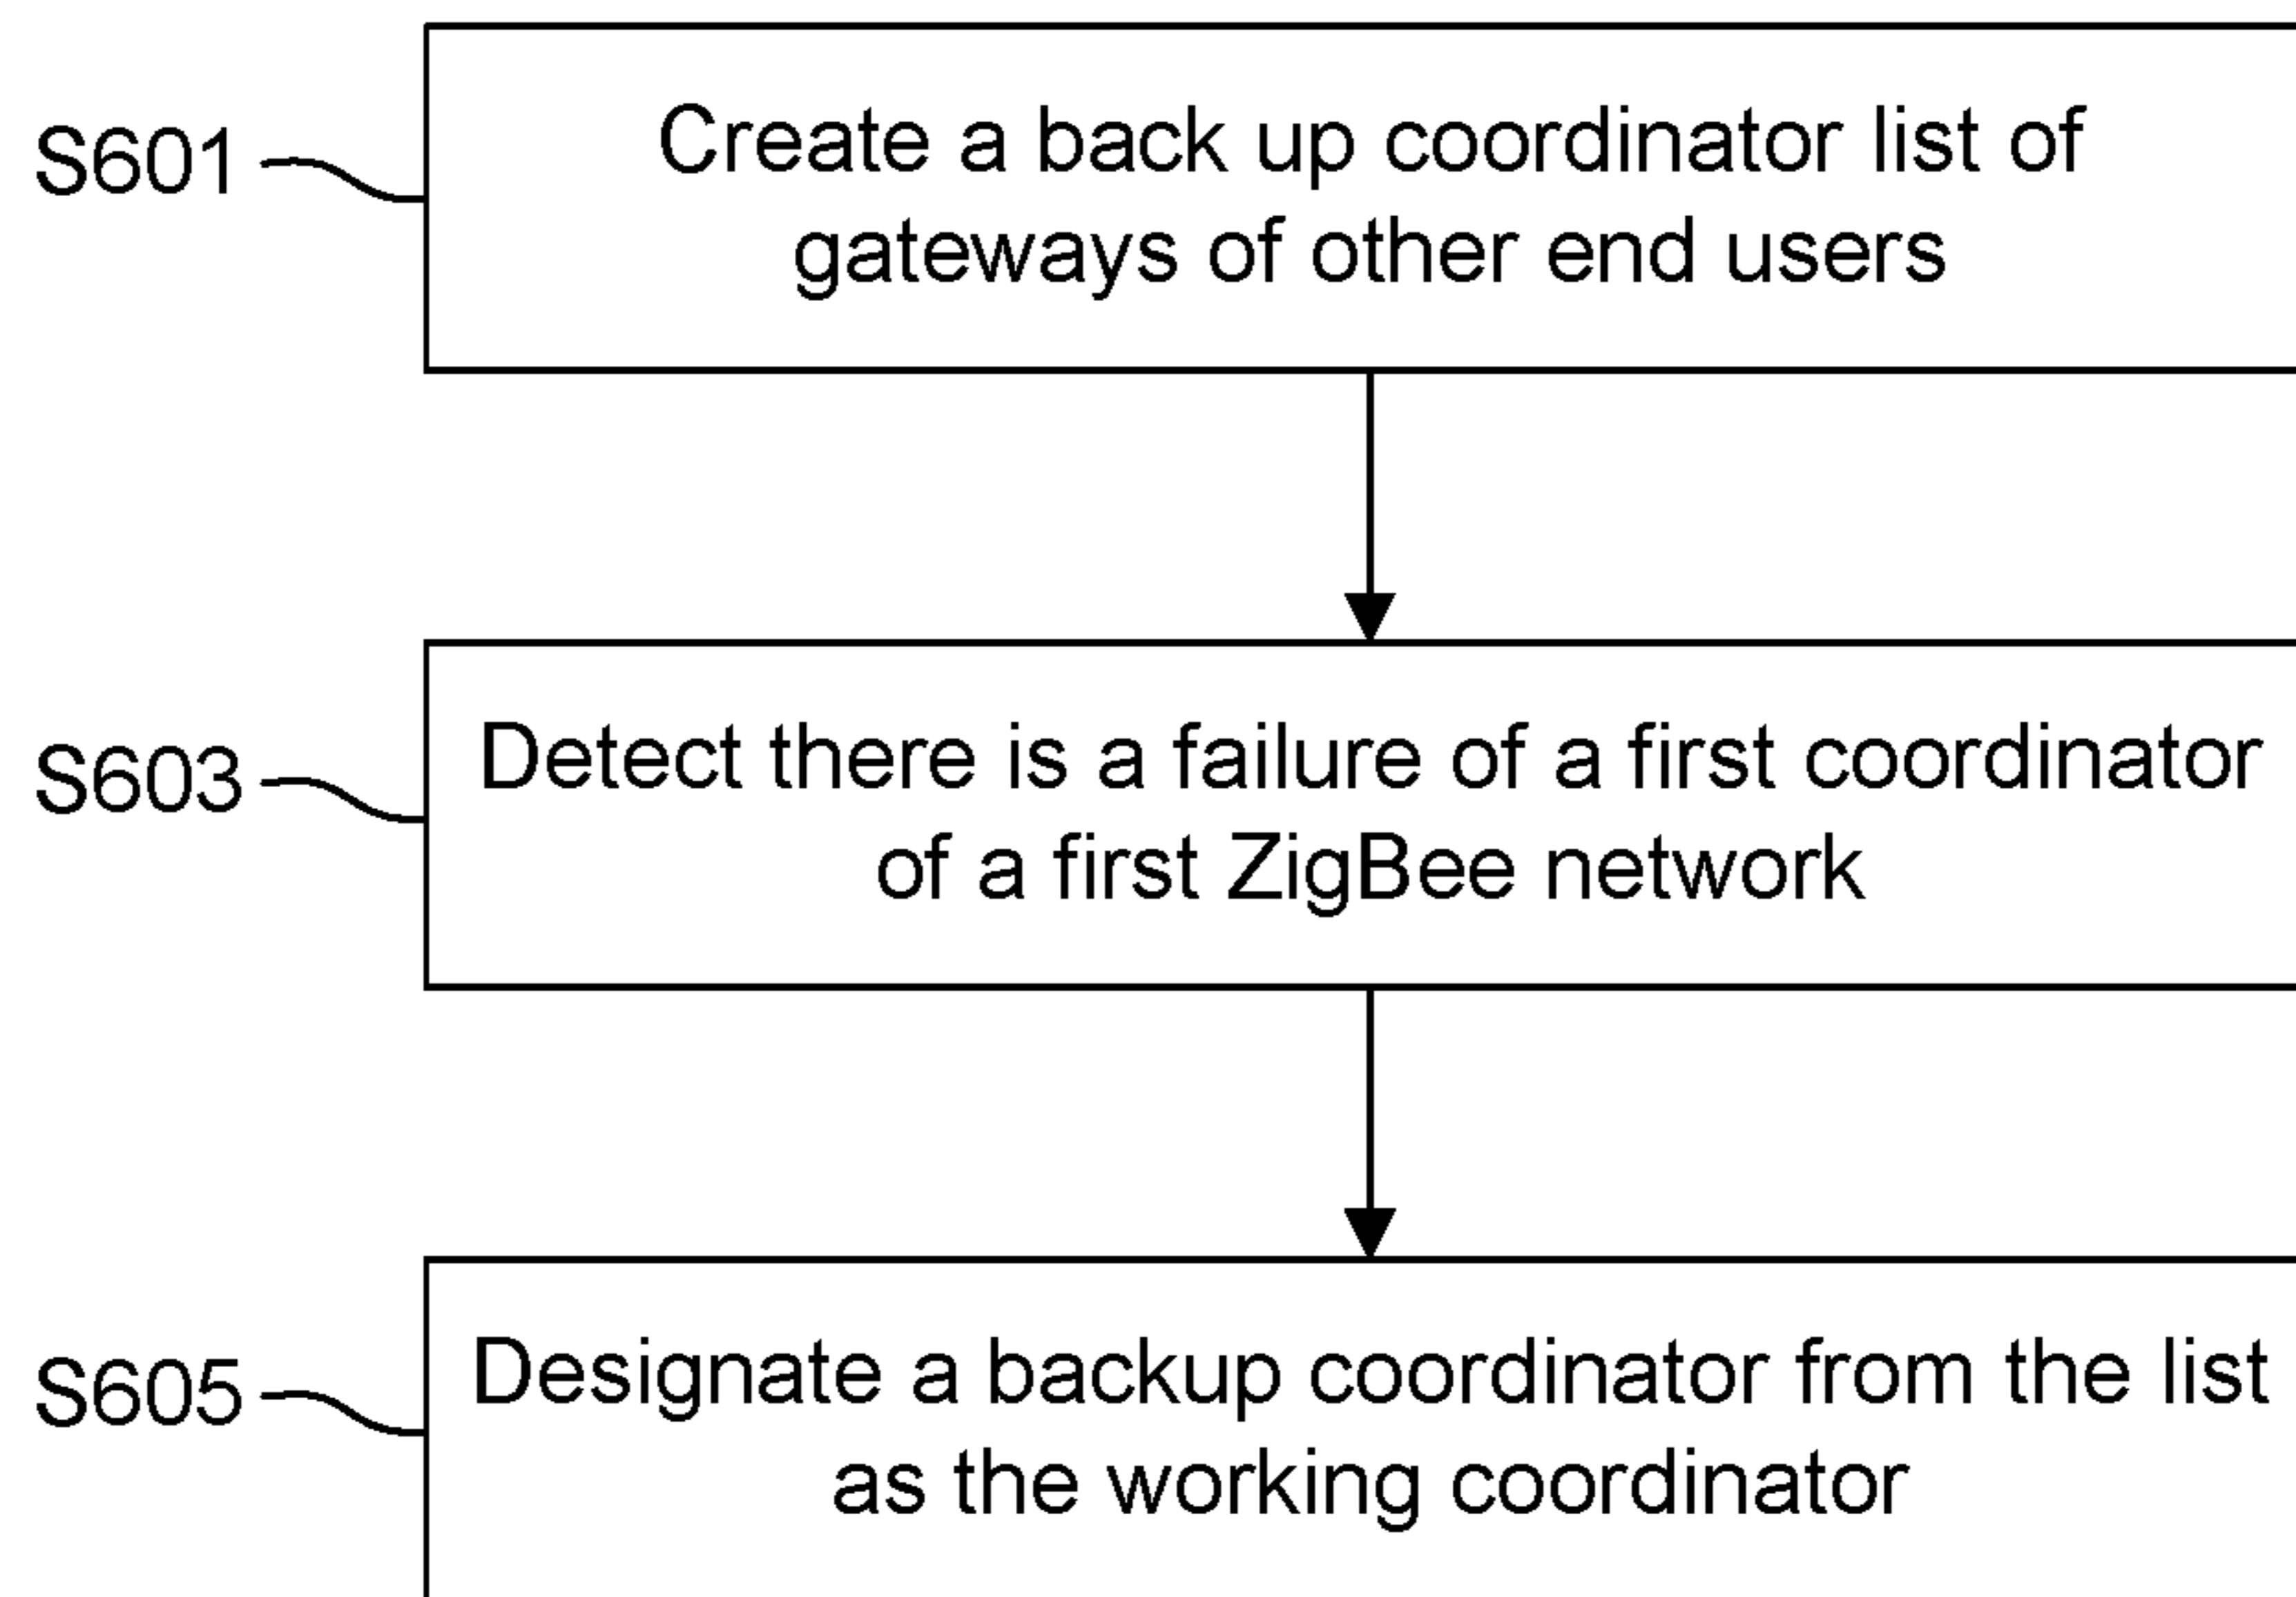 S601
Create a back up coordinator list of
gateways of other end users
S603
Detect there is a failure of a first coordinator
of a first ZigBee network
S605
Designate a backup coordinator from the list
as the working coordinator